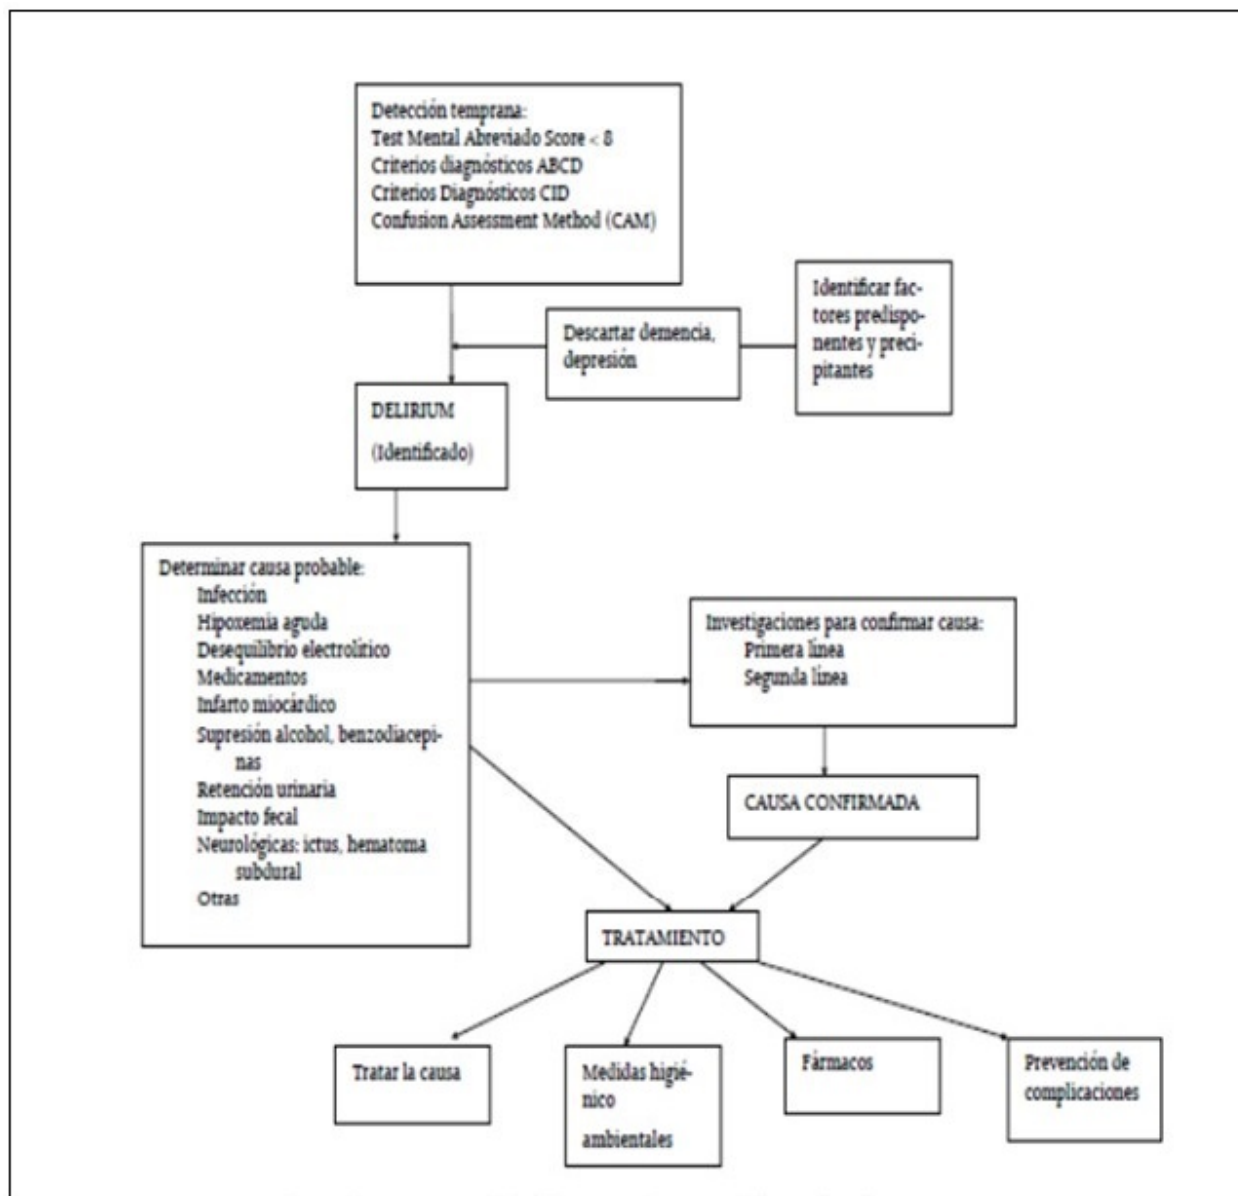 Detección temprana:
Test Mental Abreviado Score < 8
Criterios diagnósticos ABCD
Criterios Diagnósticos CID
Confusion Assessment Method (CAM)
Identificar fac-
tores predispo-
nentes y preci-
pitantes
Descartar demencia,
depresión
DELIRIUM
(Identificado)
Determinar causa probable:
Infección
Hipoxemia aguda
Desequilibrio electrolítico
Medicamentos
Infarto miocárdico
Supresión alcohol, benzodiacepi-
nas
Retención urinaria
Impacto fecal
Neurológicas: ictus, hematoma
subdural
Otras
Investigaciones para confirmar causa:
Primera línea
Segunda línea
CAUSA CONFIRMADA
TRATAMIENTO
Tratar la causa
Medidas higié-
nico
ambientales
Fármacos
Prevención de
complicaciones